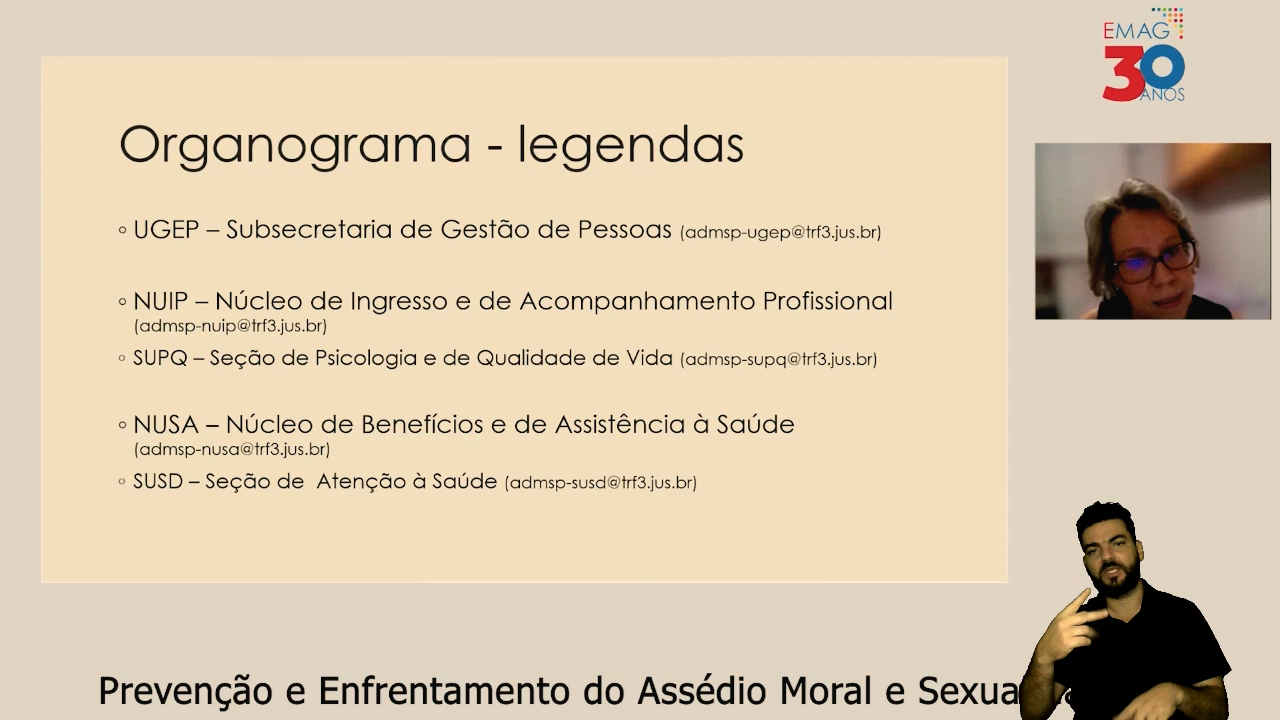 EMAG
30
ANOS
Organograma - legendas
◦ UGEP – Subsecretaria de Gestão de Pessoas (admsp-ugep@trf3.jus.br)
◦ NUIP – Núcleo de Ingresso e de Acompanhamento Profissional
(admsp-nuip@trf3.jus.br)
◦ SUPQ – Seção de Psicologia e de Qualidade de Vida (admsp-supq@trf3.jus.br)
◦ NUSA – Núcleo de Benefícios e de Assistência à Saúde
(admsp-nusa@trf3.jus.br)
◦ SUSD – Seção de Atenção à Saúde (admsp-susd@trf3.jus.br)
Prevenção e Enfrentamento do Assédio Moral e Sexua